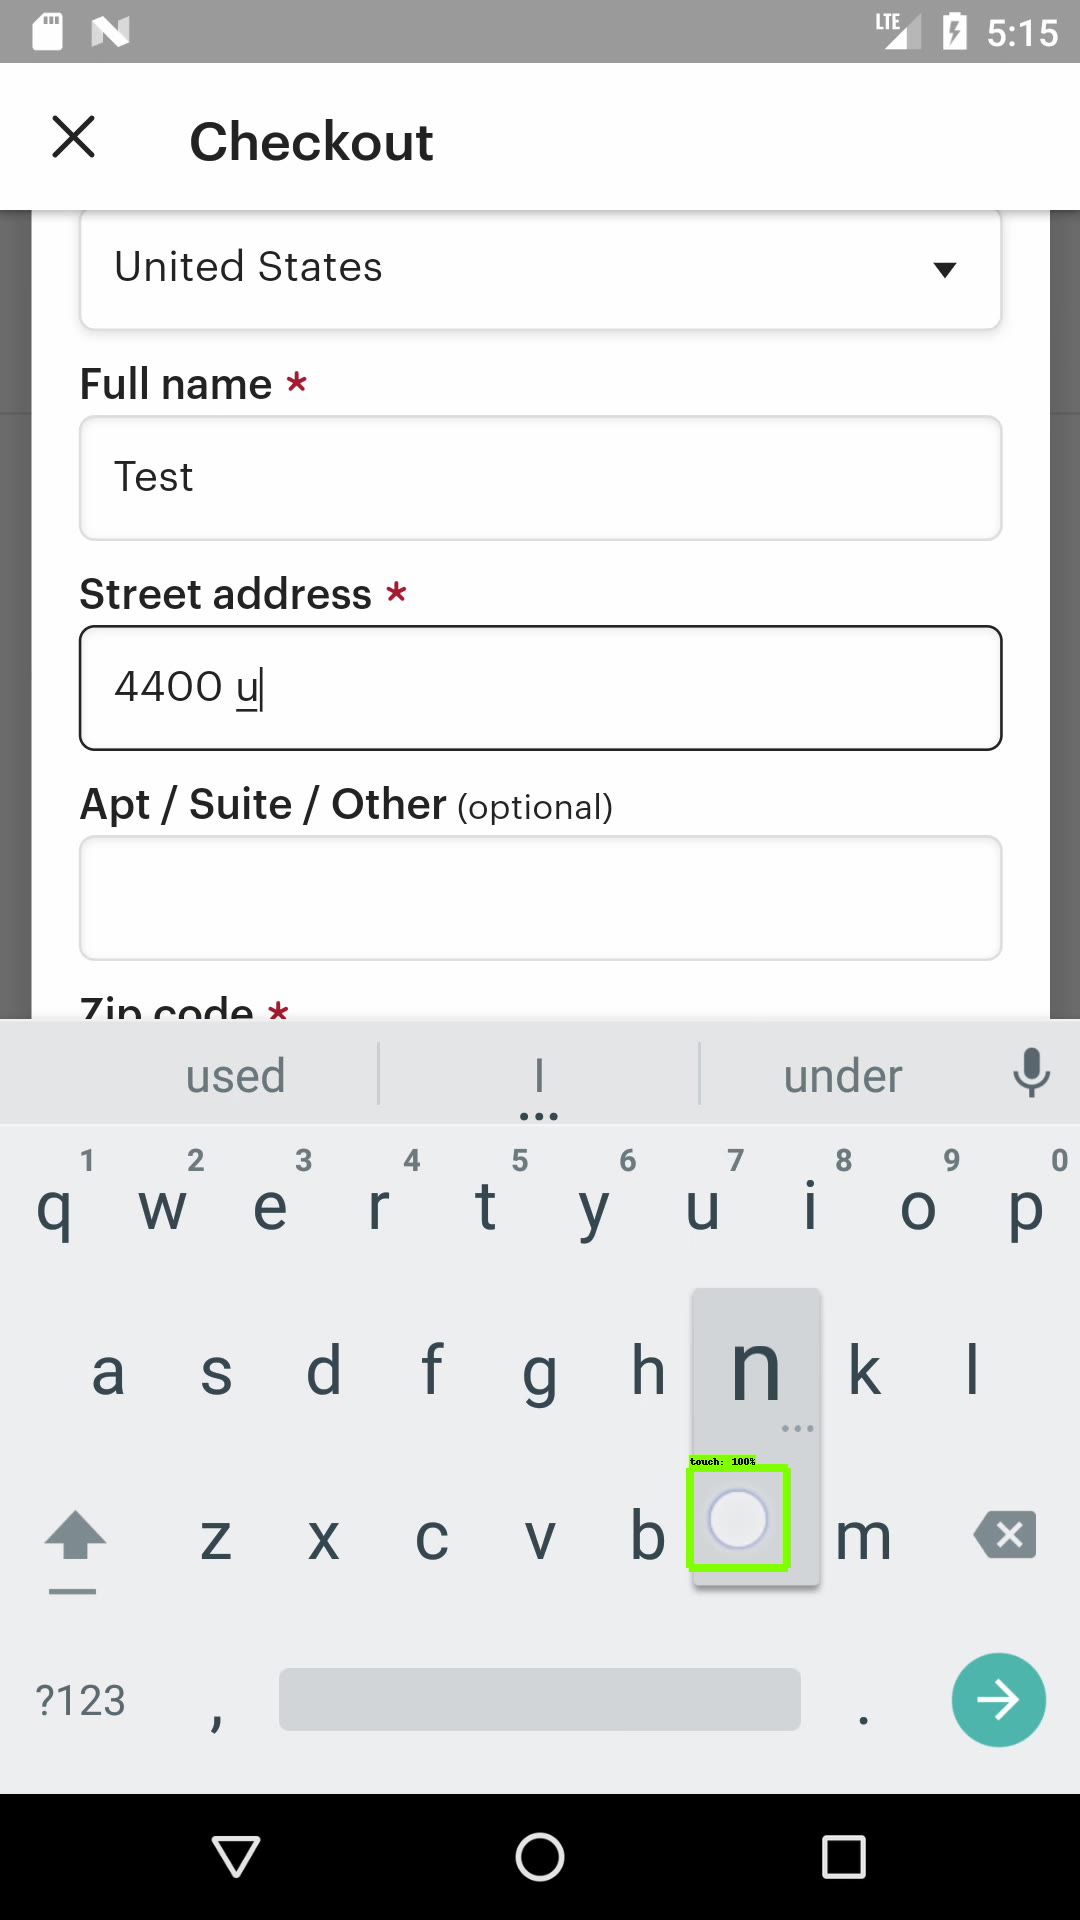 LTE 5:15
Checkout
United States
Full name *
Test
Street address *
4400 u
Apt / Suite / Other (optional)
Zip code *
used I under
1 2 3 4 5 6 7 8 9 0
q w e r t y u i o p
a s d f g h n k l
touch: 100%
z x c v b m
?123 , .